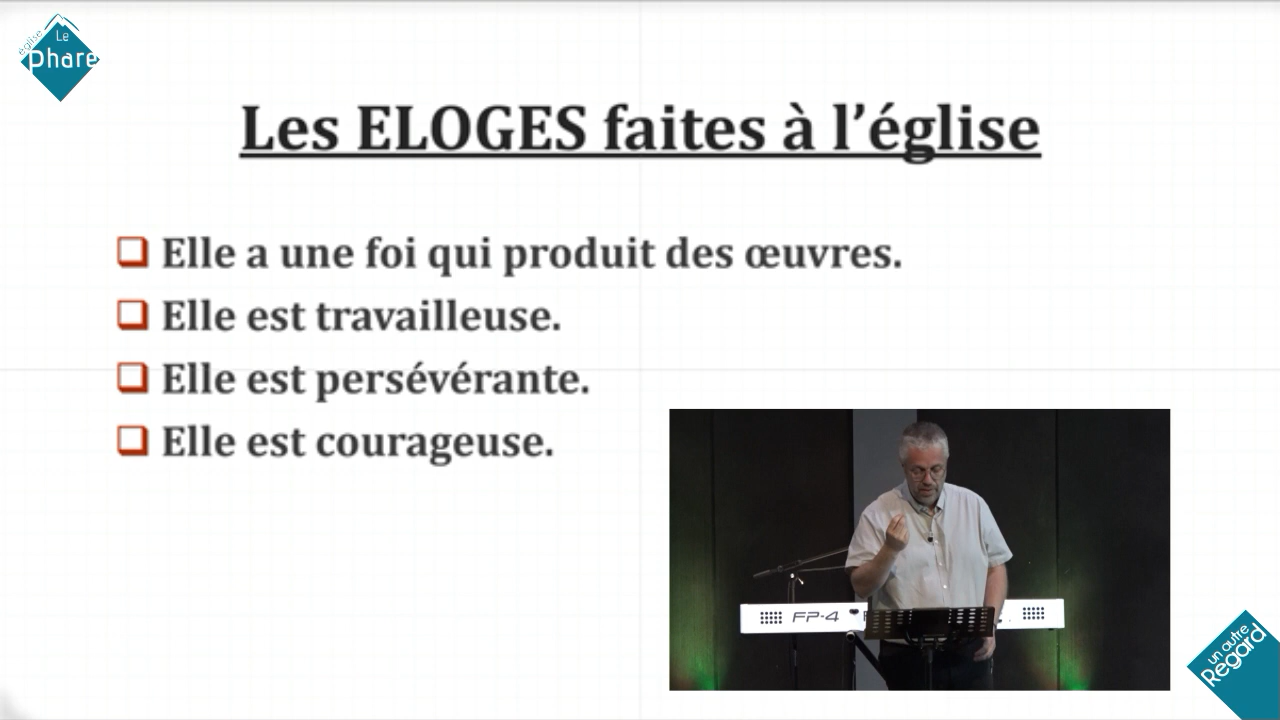 église
Le
phare
Les ELOGES faites à l’église
❑ Elle a une foi qui produit des œuvres.
❑ Elle est travailleuse.
❑ Elle est persévérante.
❑ Elle est courageuse.
FP-4
un autre
Regard